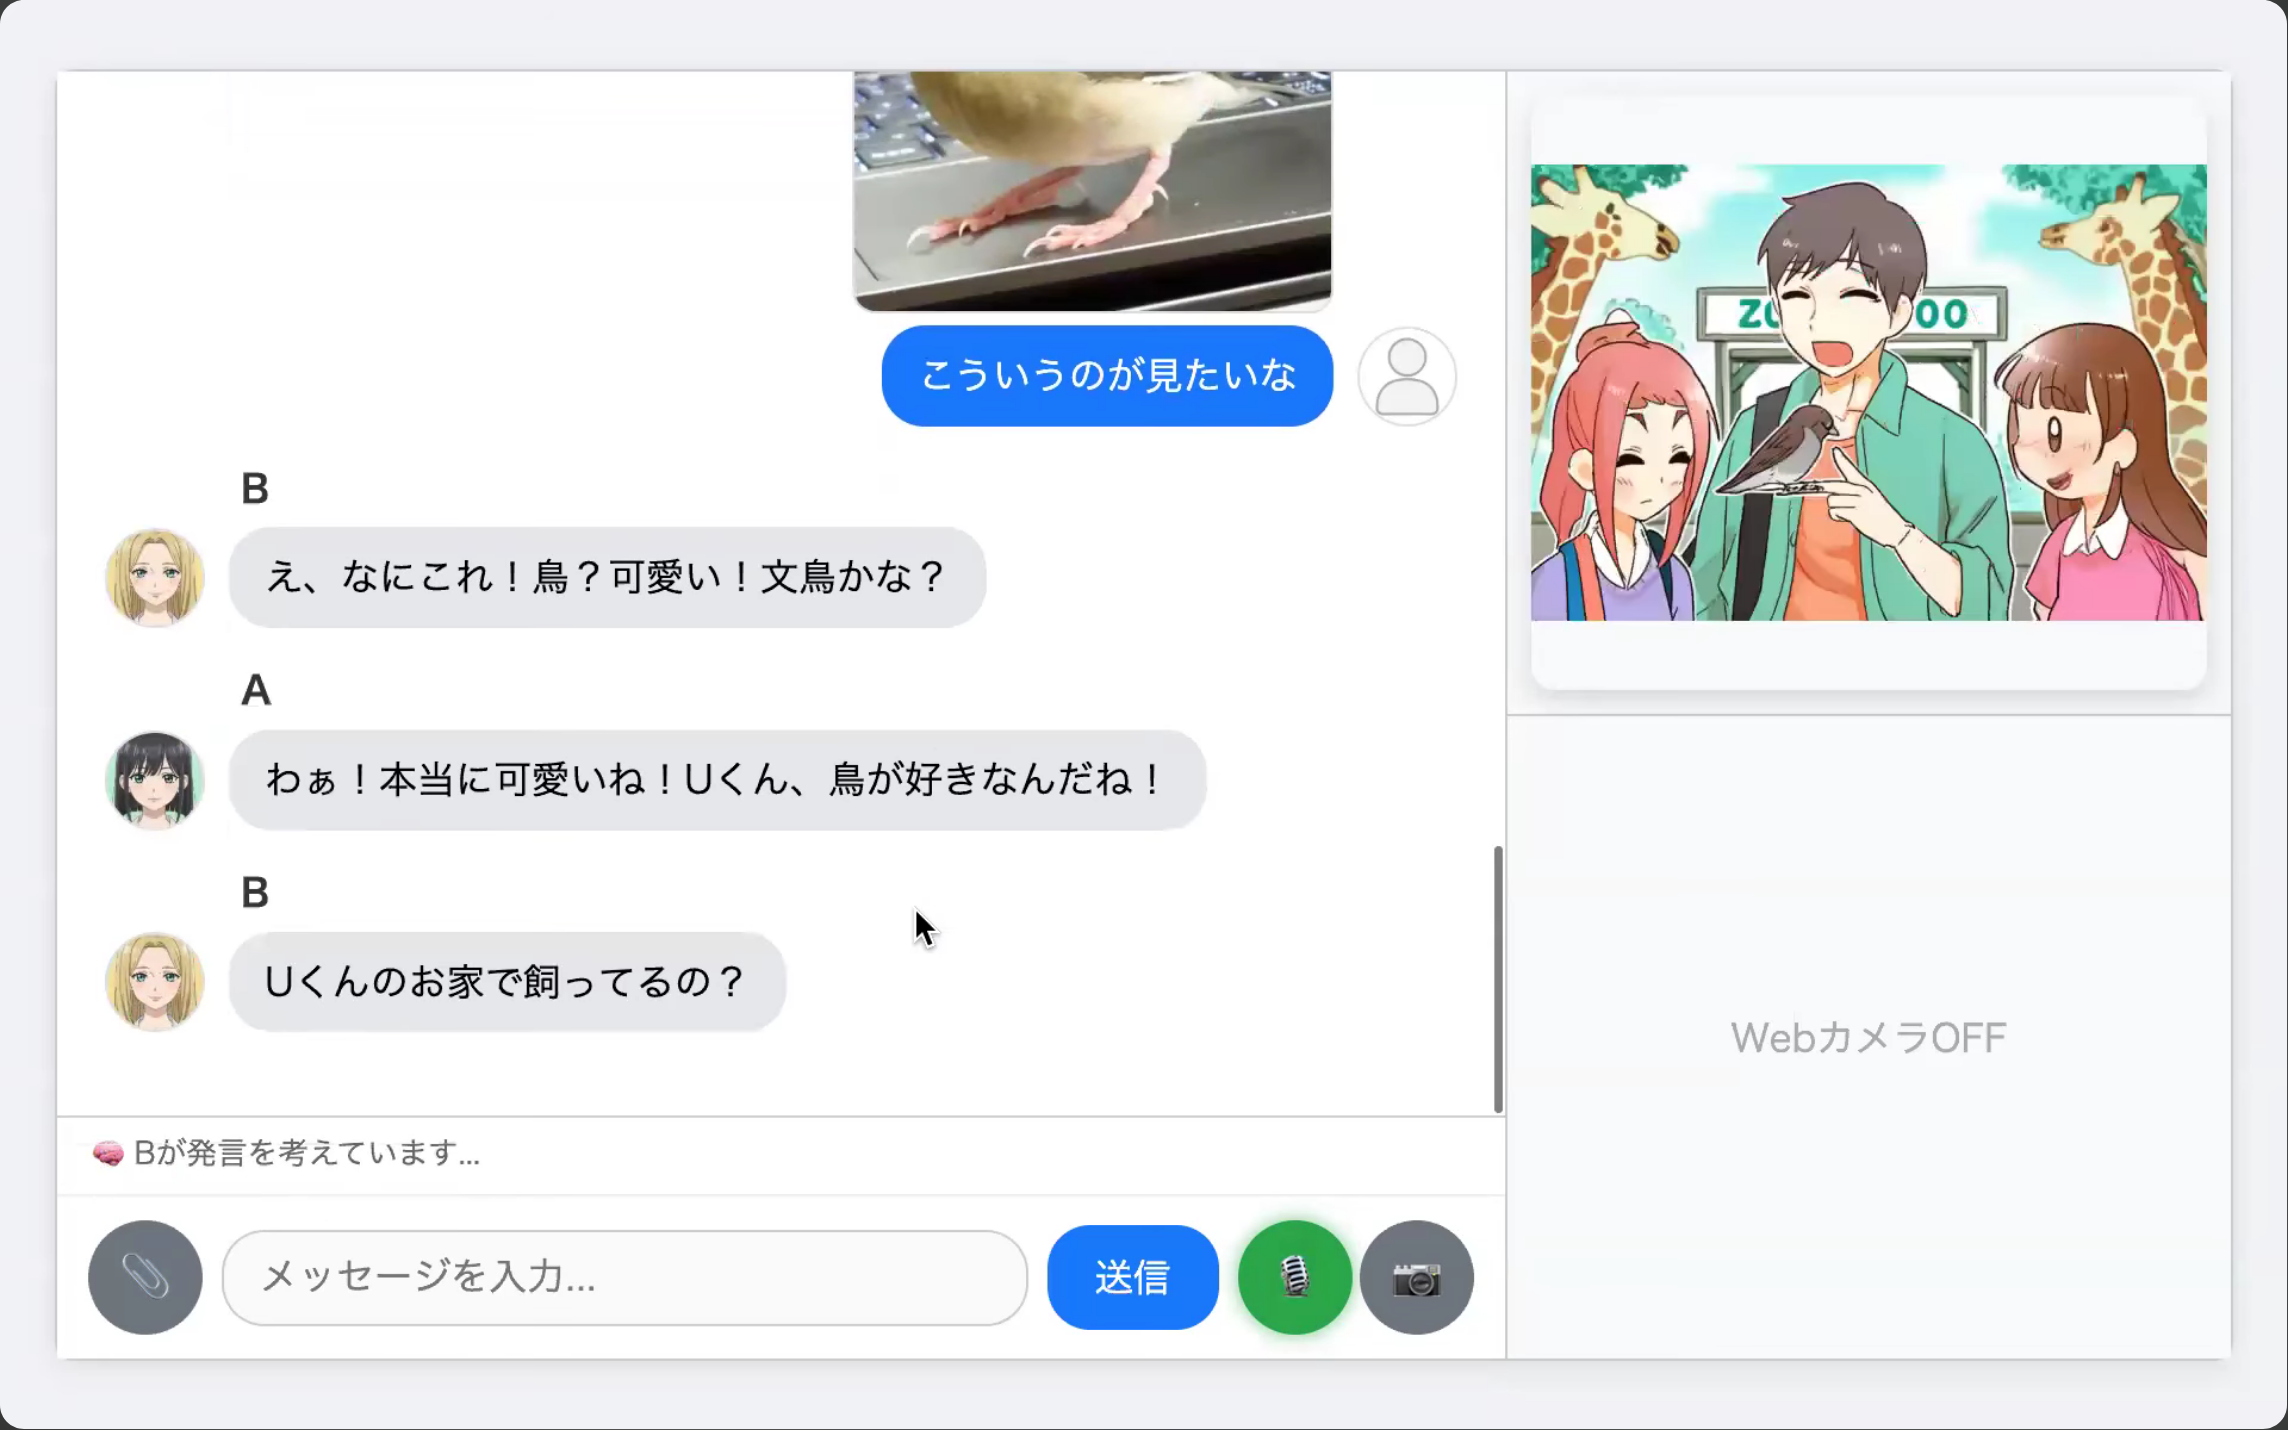 こういうのが見たいな
B
え、なにこれ！鳥？可愛い！文鳥かな？
A
わぁ！本当に可愛いね！Uくん、鳥が好きなんだね！
B
Uくんのお家で飼ってるの？
Bが発言を考えています...
メッセージを入力...
送信
OO
WebカメラOFF